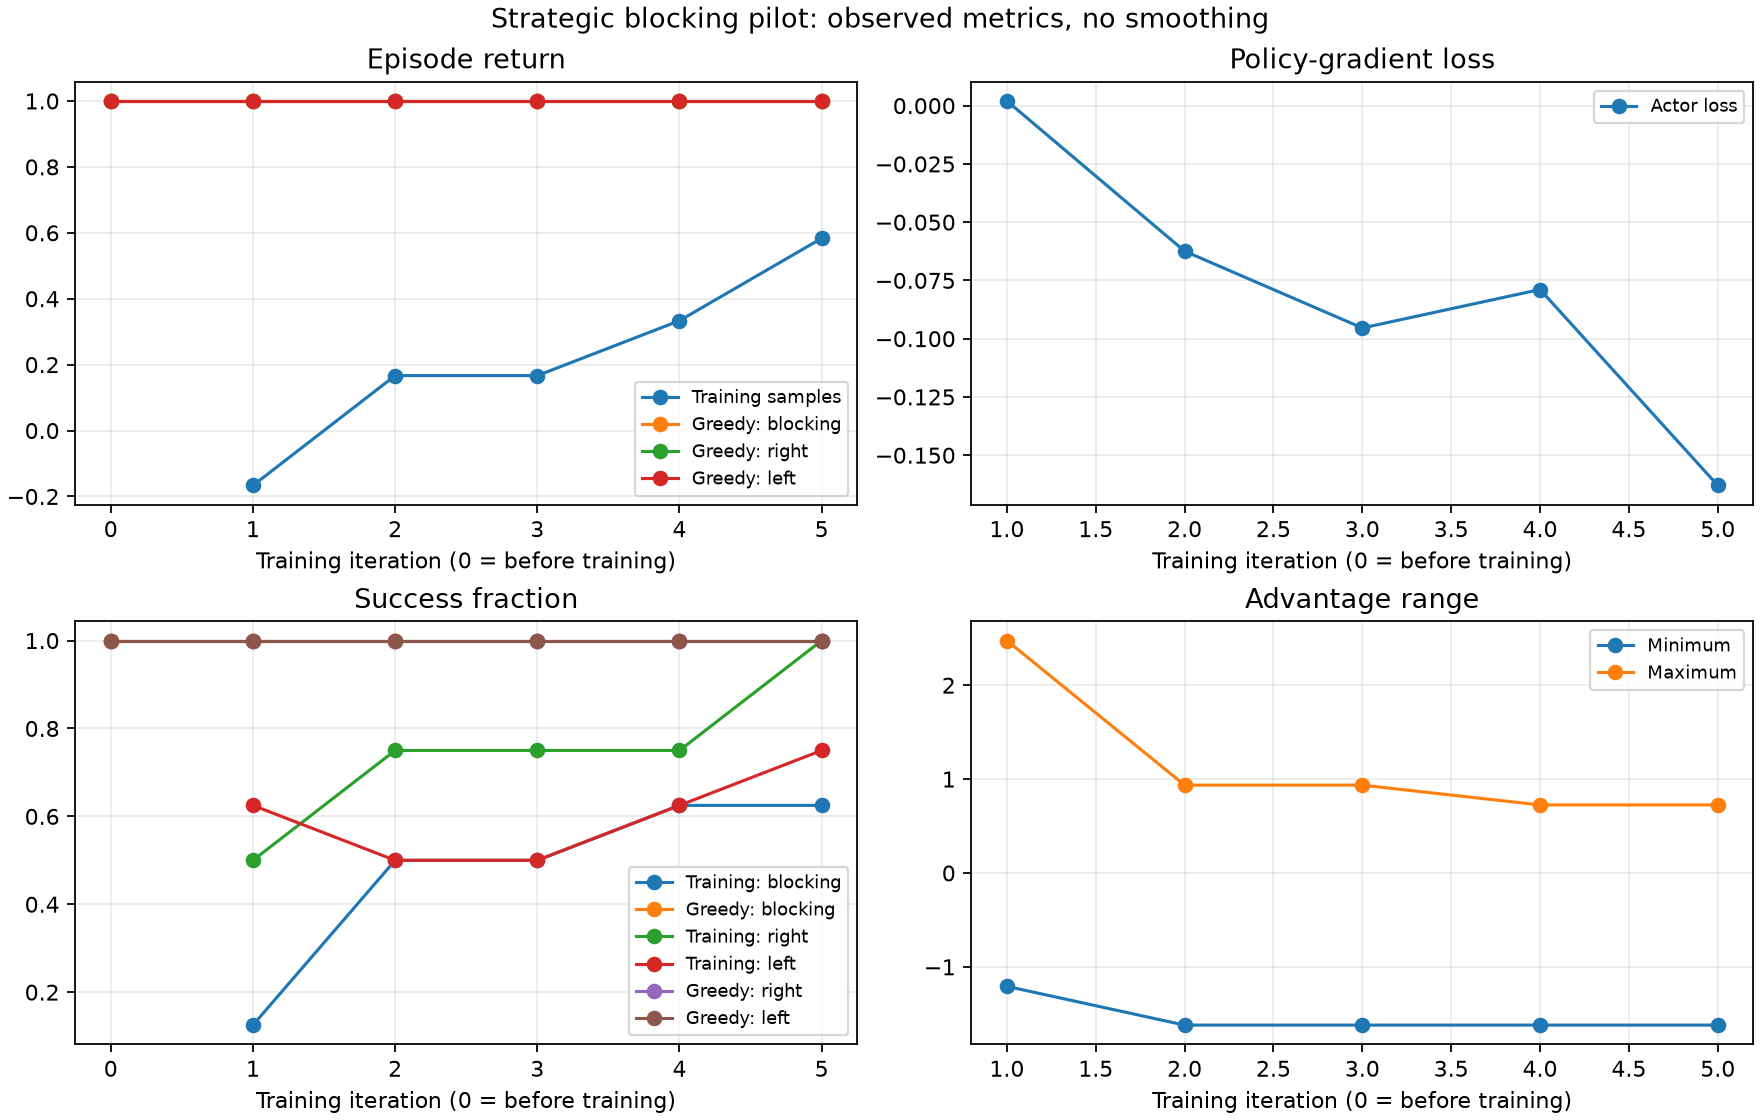 Strategic blocking pilot: observed metrics, no smoothing
Episode return
1.0
0.8
0.6
0.4
0.2
0.0
−0.2
Training samples
Greedy: blocking
Greedy: right
Greedy: left
0 1 2 3 4 5
Training iteration (0 = before training)
Policy-gradient loss
0.000
−0.025
−0.050
−0.075
−0.100
−0.125
−0.150
Actor loss
1.0 1.5 2.0 2.5 3.0 3.5 4.0 4.5 5.0
Training iteration (0 = before training)
Success fraction
1.0
0.8
0.6
0.4
0.2
Training: blocking
Greedy: blocking
Training: right
Training: left
Greedy: right
Greedy: left
0 1 2 3 4 5
Training iteration (0 = before training)
Advantage range
2
1
0
−1
Minimum
Maximum
1.0 1.5 2.0 2.5 3.0 3.5 4.0 4.5 5.0
Training iteration (0 = before training)